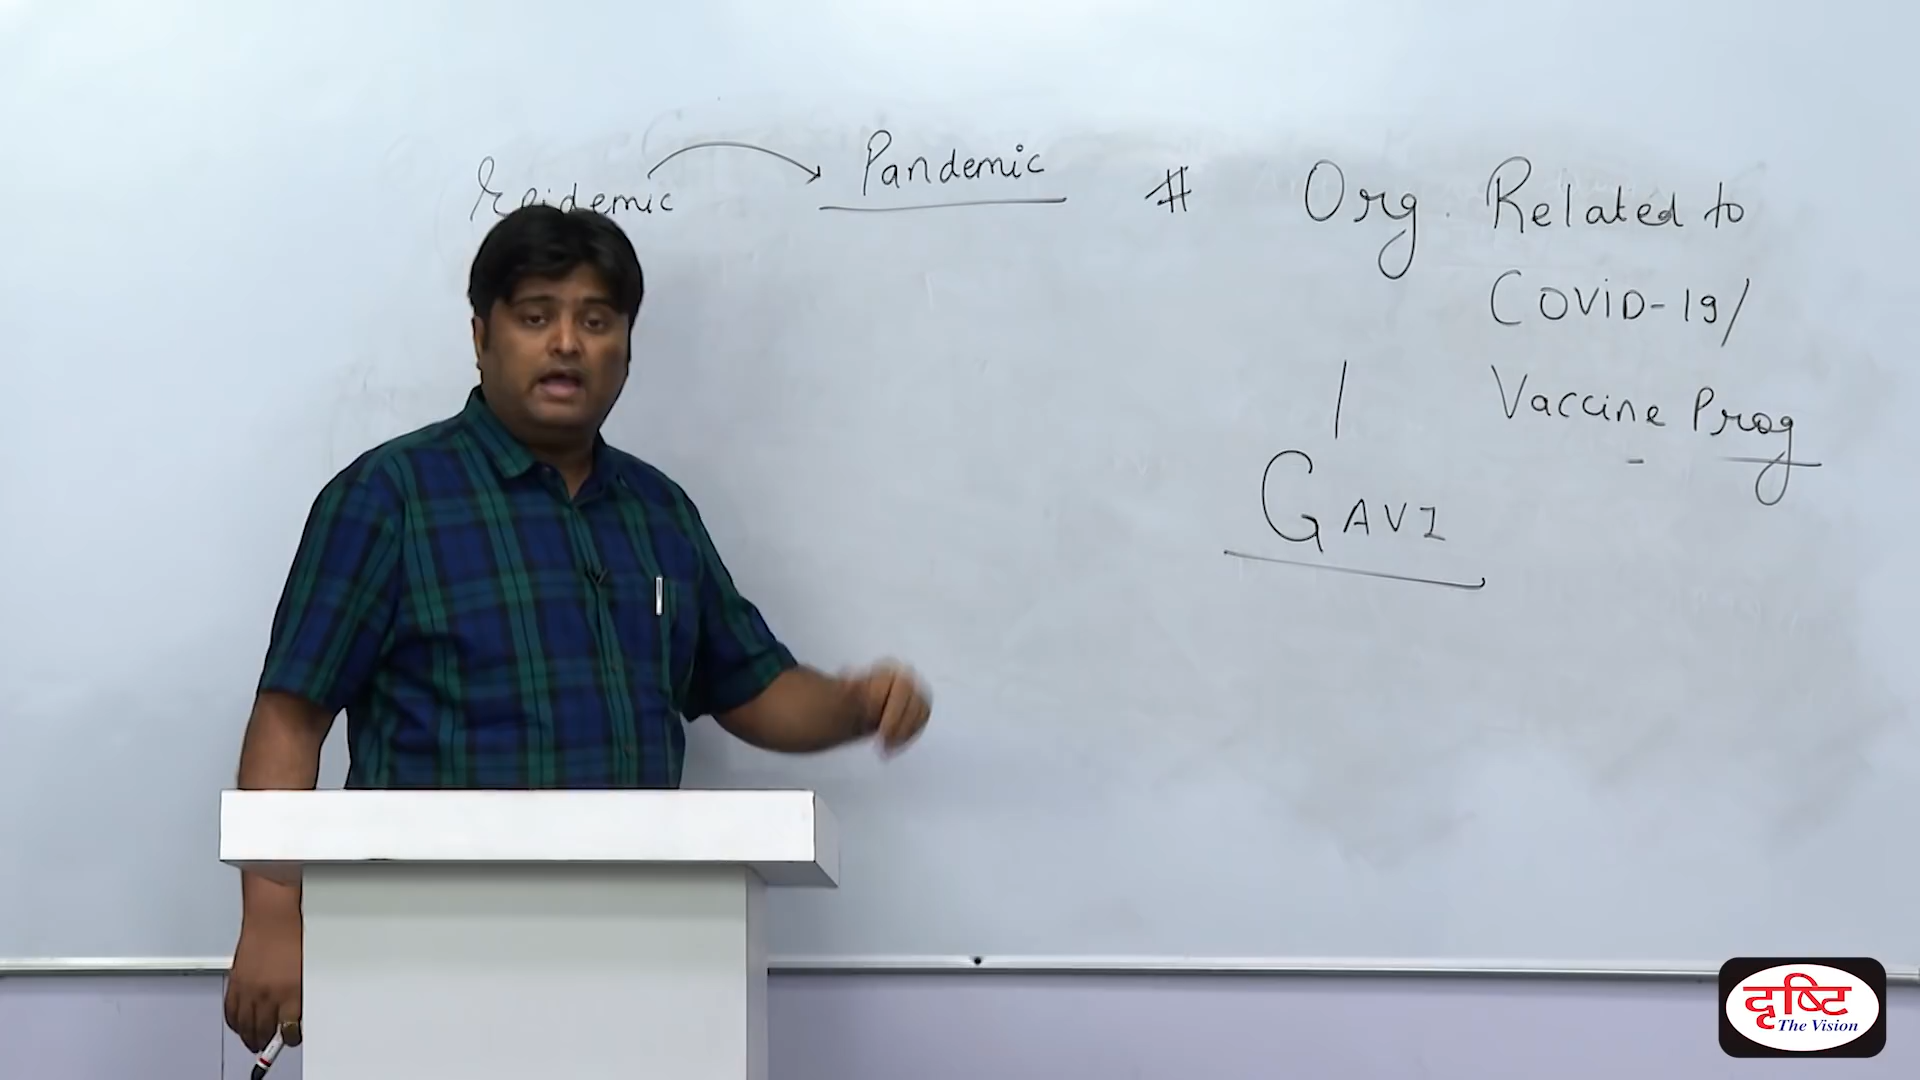 Epidemic
Pandemic
# Org. Related to
COVID-19/
Vaccine Prog
GAVI
दृष्टि
The Vision